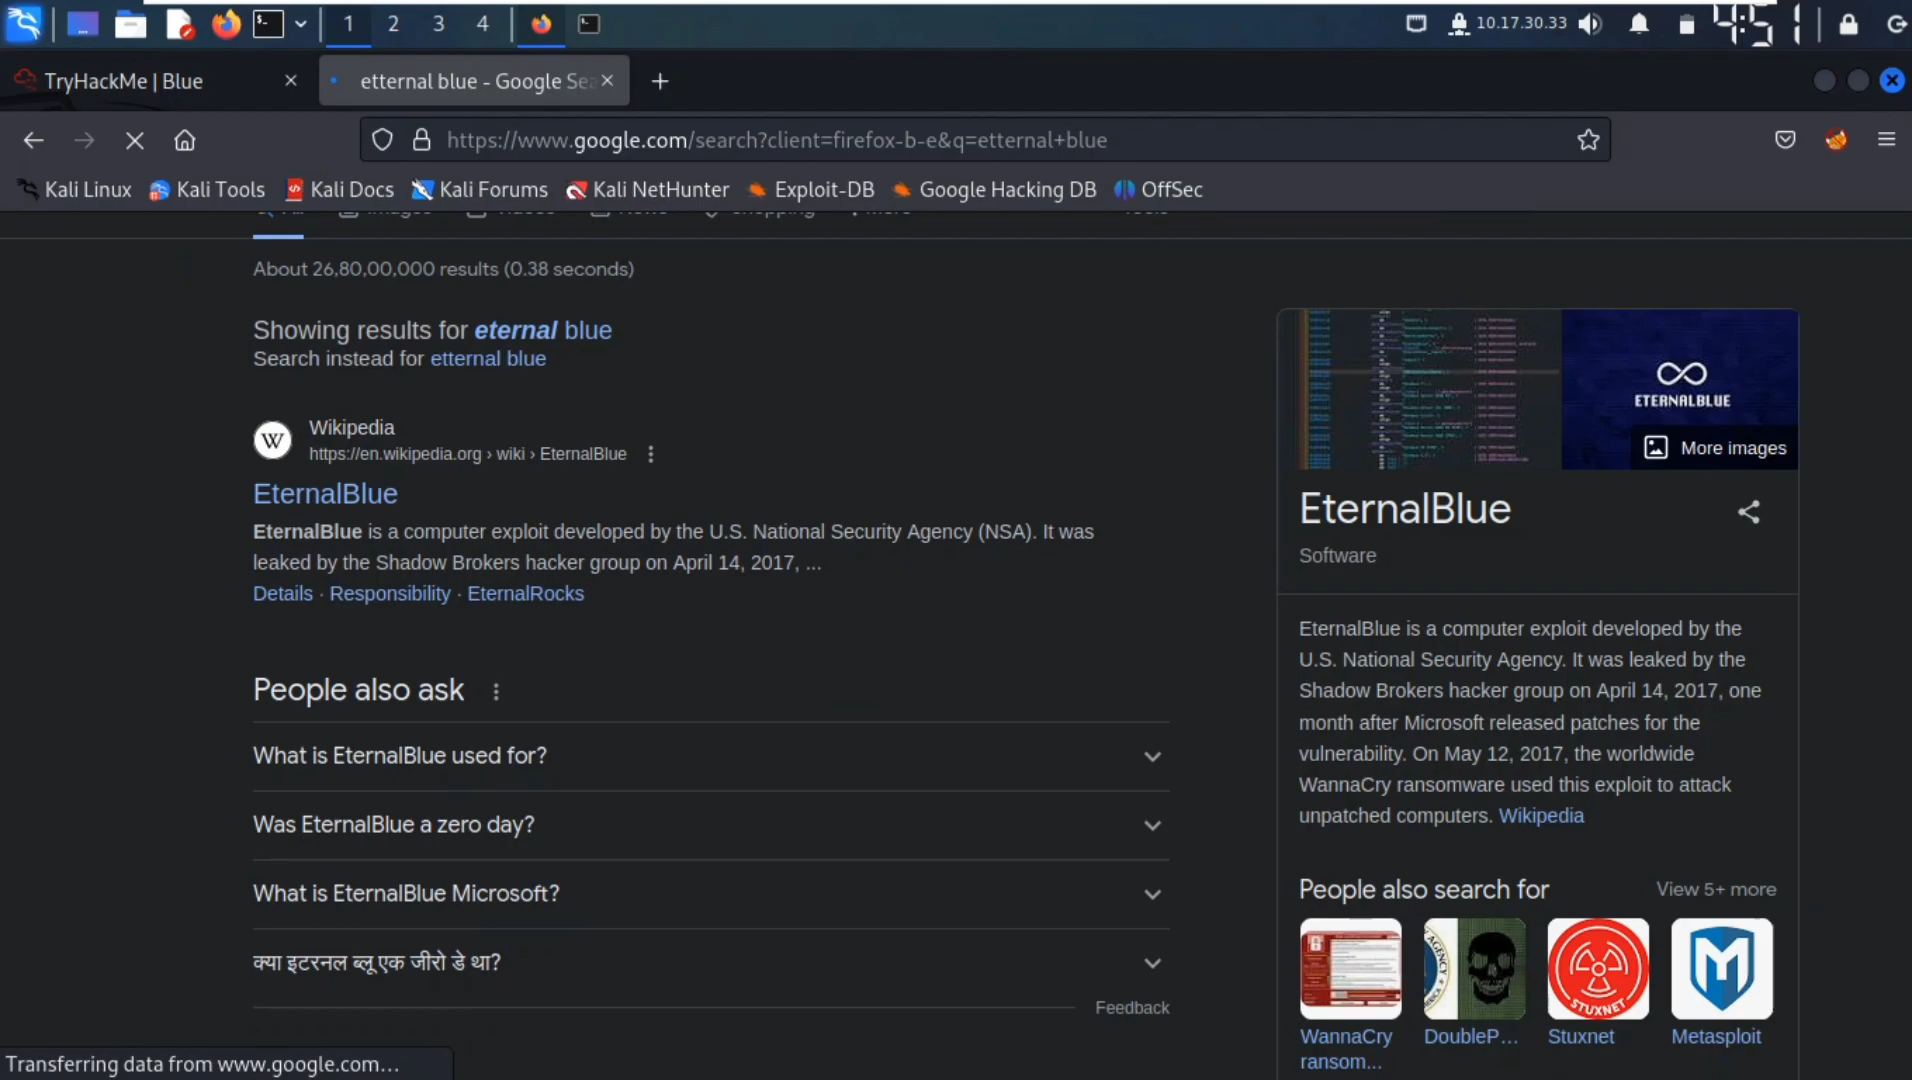 1 2 3 4
10.17.30.33
4:51
TryHackMe | Blue
etternal blue - Google Sea
https://www.google.com/search?client=firefox-b-e&q=etternal+blue
Kali Linux Kali Tools Kali Docs Kali Forums Kali NetHunter Exploit-DB Google Hacking DB OffSec
About 26,80,00,000 results (0.38 seconds)
Showing results for eternal blue
Search instead for etternal blue
W
Wikipedia
https://en.wikipedia.org › wiki › EternalBlue
EternalBlue
EternalBlue is a computer exploit developed by the U.S. National Security Agency (NSA). It was
leaked by the Shadow Brokers hacker group on April 14, 2017, ...
Details · Responsibility · EternalRocks
People also ask
What is EternalBlue used for?
Was EternalBlue a zero day?
What is EternalBlue Microsoft?
क्या इटरनल ब्लू एक जीरो डे था?
Feedback
ETERNALBLUE
More images
EternalBlue
Software
EternalBlue is a computer exploit developed by the
U.S. National Security Agency. It was leaked by the
Shadow Brokers hacker group on April 14, 2017, one
month after Microsoft released patches for the
vulnerability. On May 12, 2017, the worldwide
WannaCry ransomware used this exploit to attack
unpatched computers. Wikipedia
People also search for
View 5+ more
STUXNET
WannaCry
ransom...
DoubleP...
Stuxnet
Metasploit
Transferring data from www.google.com...